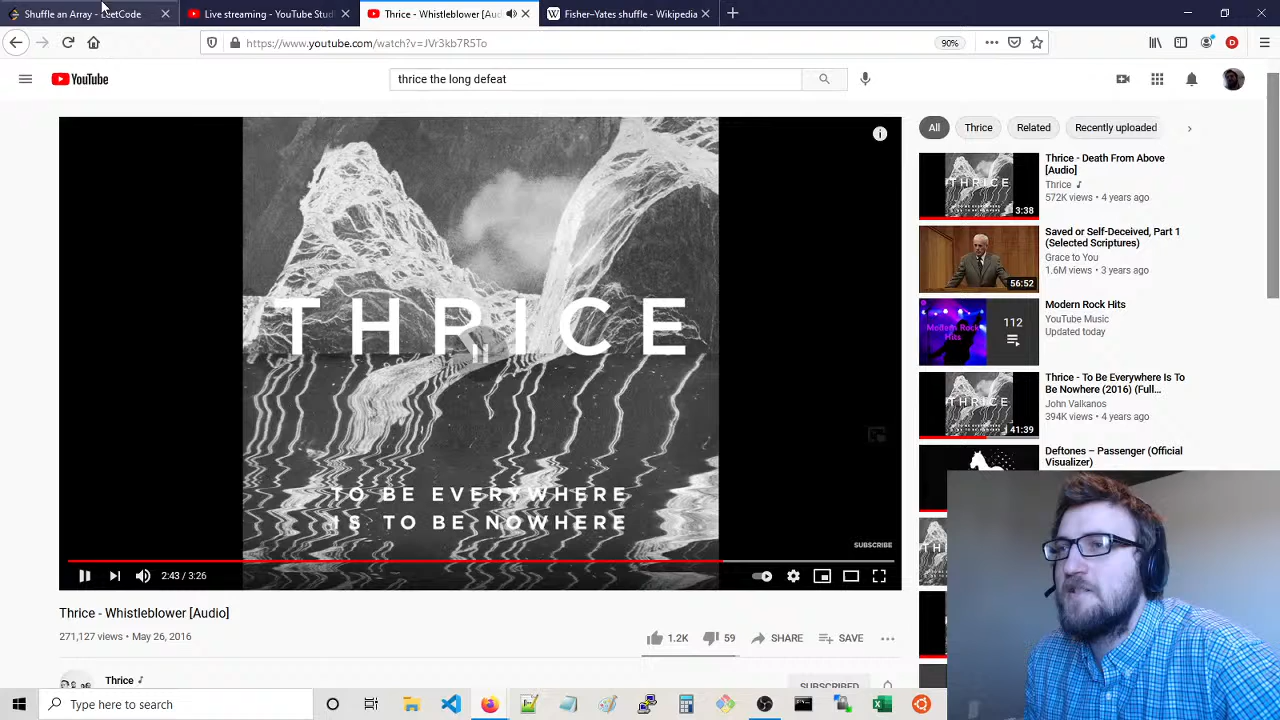 Shuffle an Array - LeetCode
Live streaming - YouTube Stud
Thrice - Whistleblower [Aud
Fisher–Yates shuffle - Wikipedia
https://www.youtube.com/watch?v=JVr3kb7R5To
90%
YouTube
thrice the long defeat
All
Thrice
Related
Recently uploaded
THRICE
TO BE EVERYWHERE
IS TO BE NOWHERE
SUBSCRIBE
2:43 / 3:26
Thrice - Whistleblower [Audio]
271,127 views • May 26, 2016
1.2K
59
SHARE
SAVE
Thrice
SUBSCRIBED
THRICE
3:38
Thrice - Death From Above
[Audio]
Thrice
572K views • 4 years ago
56:52
Saved or Self-Deceived, Part 1
(Selected Scriptures)
Grace to You
1.6M views • 3 years ago
Modern Rock
Hits
112
Modern Rock Hits
YouTube Music
Updated today
THRICE
41:39
Thrice - To Be Everywhere Is To
Be Nowhere (2016) (Full...
John Valkanos
394K views • 4 years ago
Deftones – Passenger (Official
Visualizer)
Type here to search